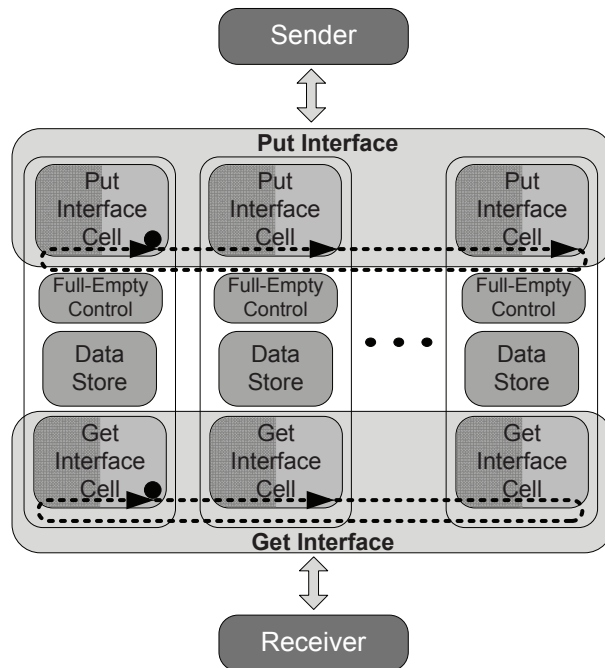 Sender
Put Interface
Put
Interface
Cell
Put
Interface
Cell
Put
Interface
Cell
Full-Empty
Control
Full-Empty
Control
Full-Empty
Control
Data
Store
Data
Store
Data
Store
Get
Interface
Cell
Get
Interface
Cell
Get
Interface
Cell
Get Interface
Receiver